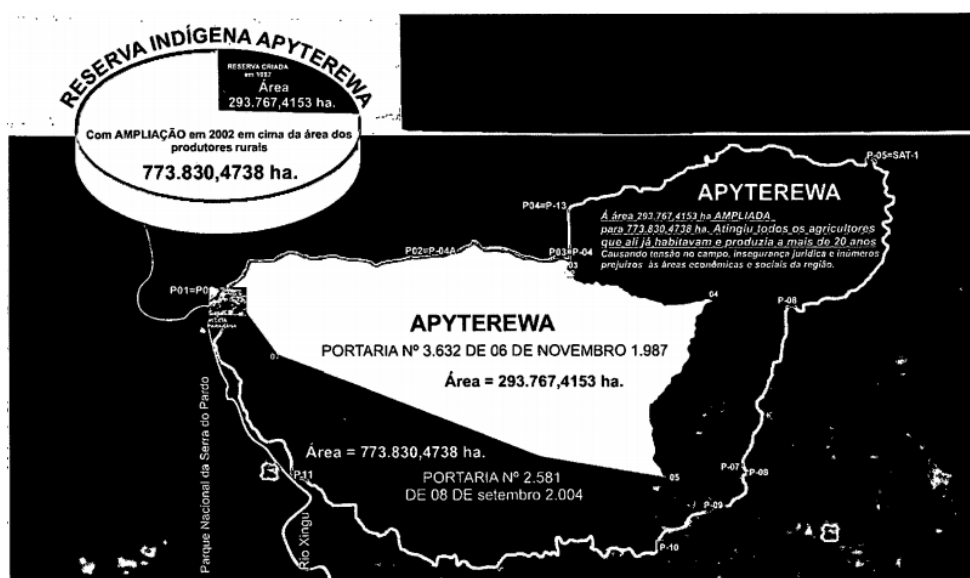 RESERVA INDÍGENA APYTEREWA
RESERVA CRIADA
Área
293.767,4153 ha.
Com AMPLIAÇÃO em 2002 em cima da área dos
produtores rurais
773.830,4738 ha.
P-05=SAT-1
P04=P-13
APYTEREWA
Á área 293.767,4153 ha AMPLIADA
para 773.830,4738 ha. Atingiu todos os agricultores
que ali já habitavam e produzia a mais de 20 anos
Causando tensão no campo, insegurança jurídica e inúmeros
prejuízos às áreas econômicas e sociais da região.
P02=P-04A
P03=P-04
03
P01=P0
04
P-08
APYTEREWA
PORTARIA Nº 3.632 DE 06 DE NOVEMBRO 1.987
Área = 293.767,4153 ha.
Parque Nacional da Serra do Pardo
Área = 773.830,4738 ha.
PORTARIA Nº 2.581
DE 08 DE setembro 2.004
05
P-07
P-08
P-11
Rio Xingu
P-09
P-10